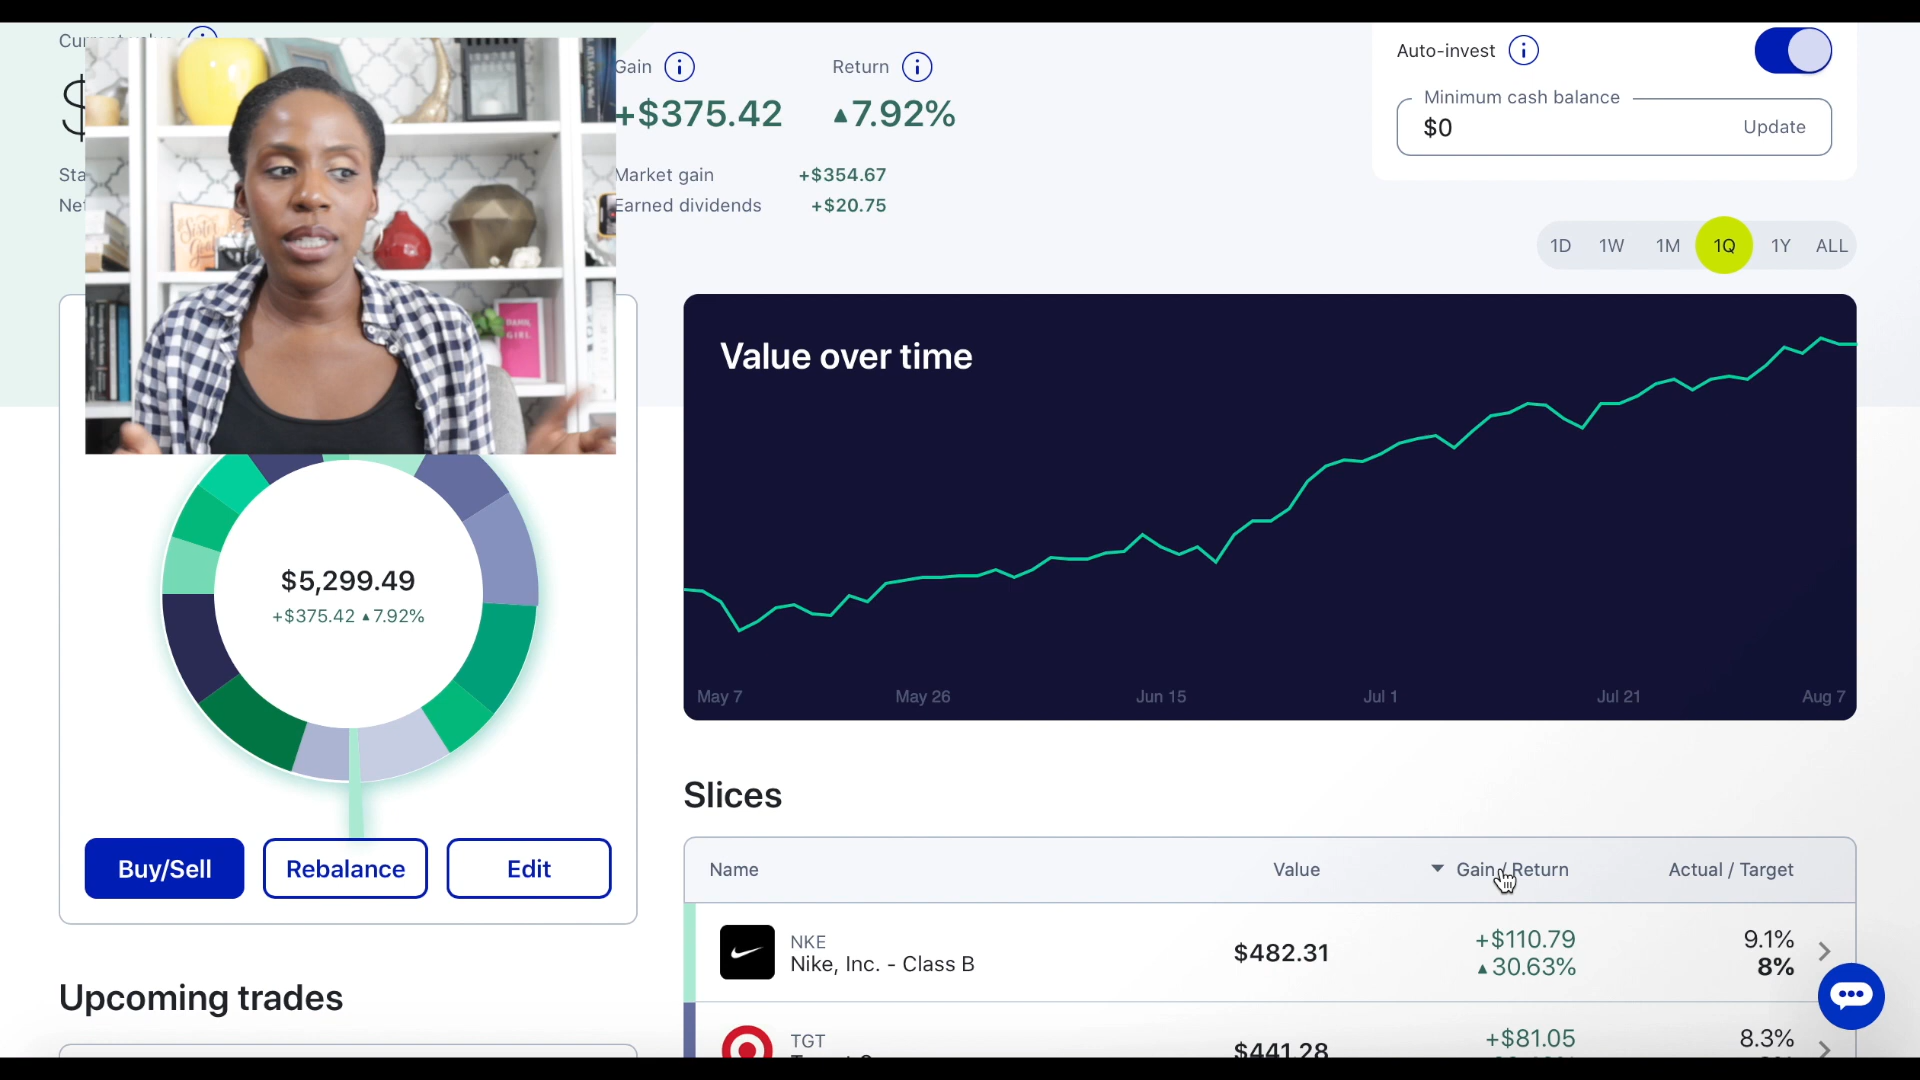 $
Gain
Return
+$375.42
▲7.92%
Market gain +$354.67
Earned dividends +$20.75
Auto-invest
Minimum cash balance
$0 Update
1D 1W 1M 1Q 1Y ALL
Value over time
May 7 May 26 Jun 15 Jul 1 Jul 21 Aug 7
$5,299.49
+$375.42 ▲7.92%
Buy/Sell Rebalance Edit
Upcoming trades
Slices
Name Value ▼ Gain / Return Actual / Target
NKE
Nike, Inc. - Class B
$482.31
+$110.79
▲30.63%
9.1%
8%
TGT
$441.28
+$81.05
8.3%